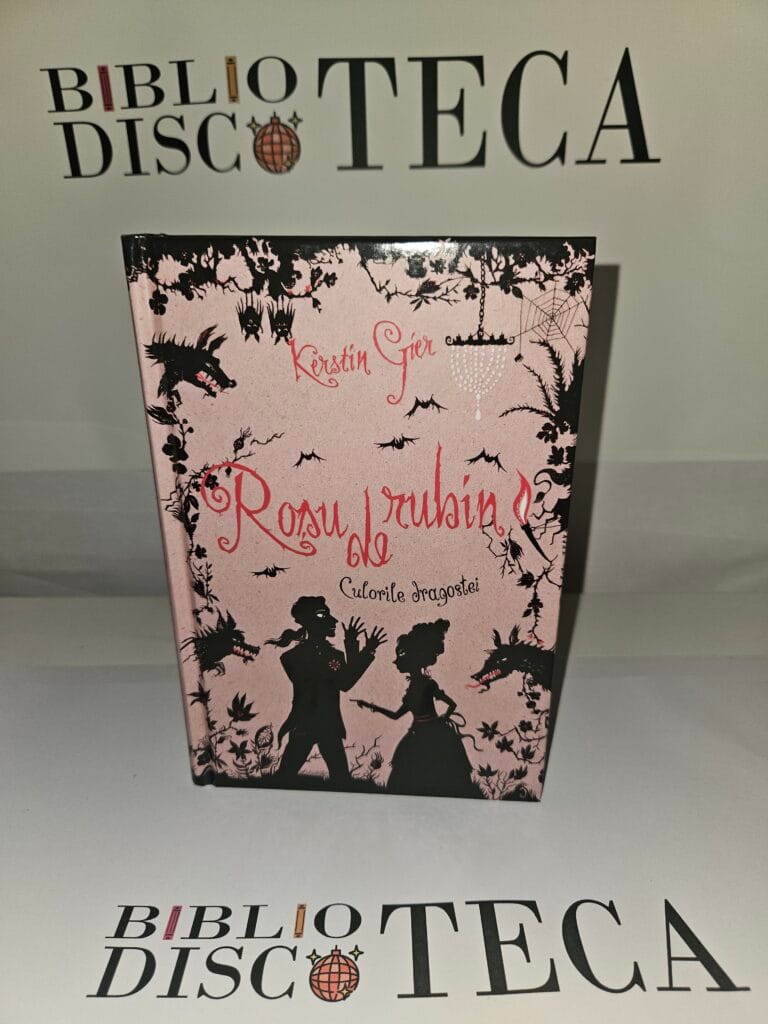 BIBLIO
DISCOTECA
Kerstin Gier
Roșu de rubin
Culorile dragostei
BIBLIO
DISCOTECA